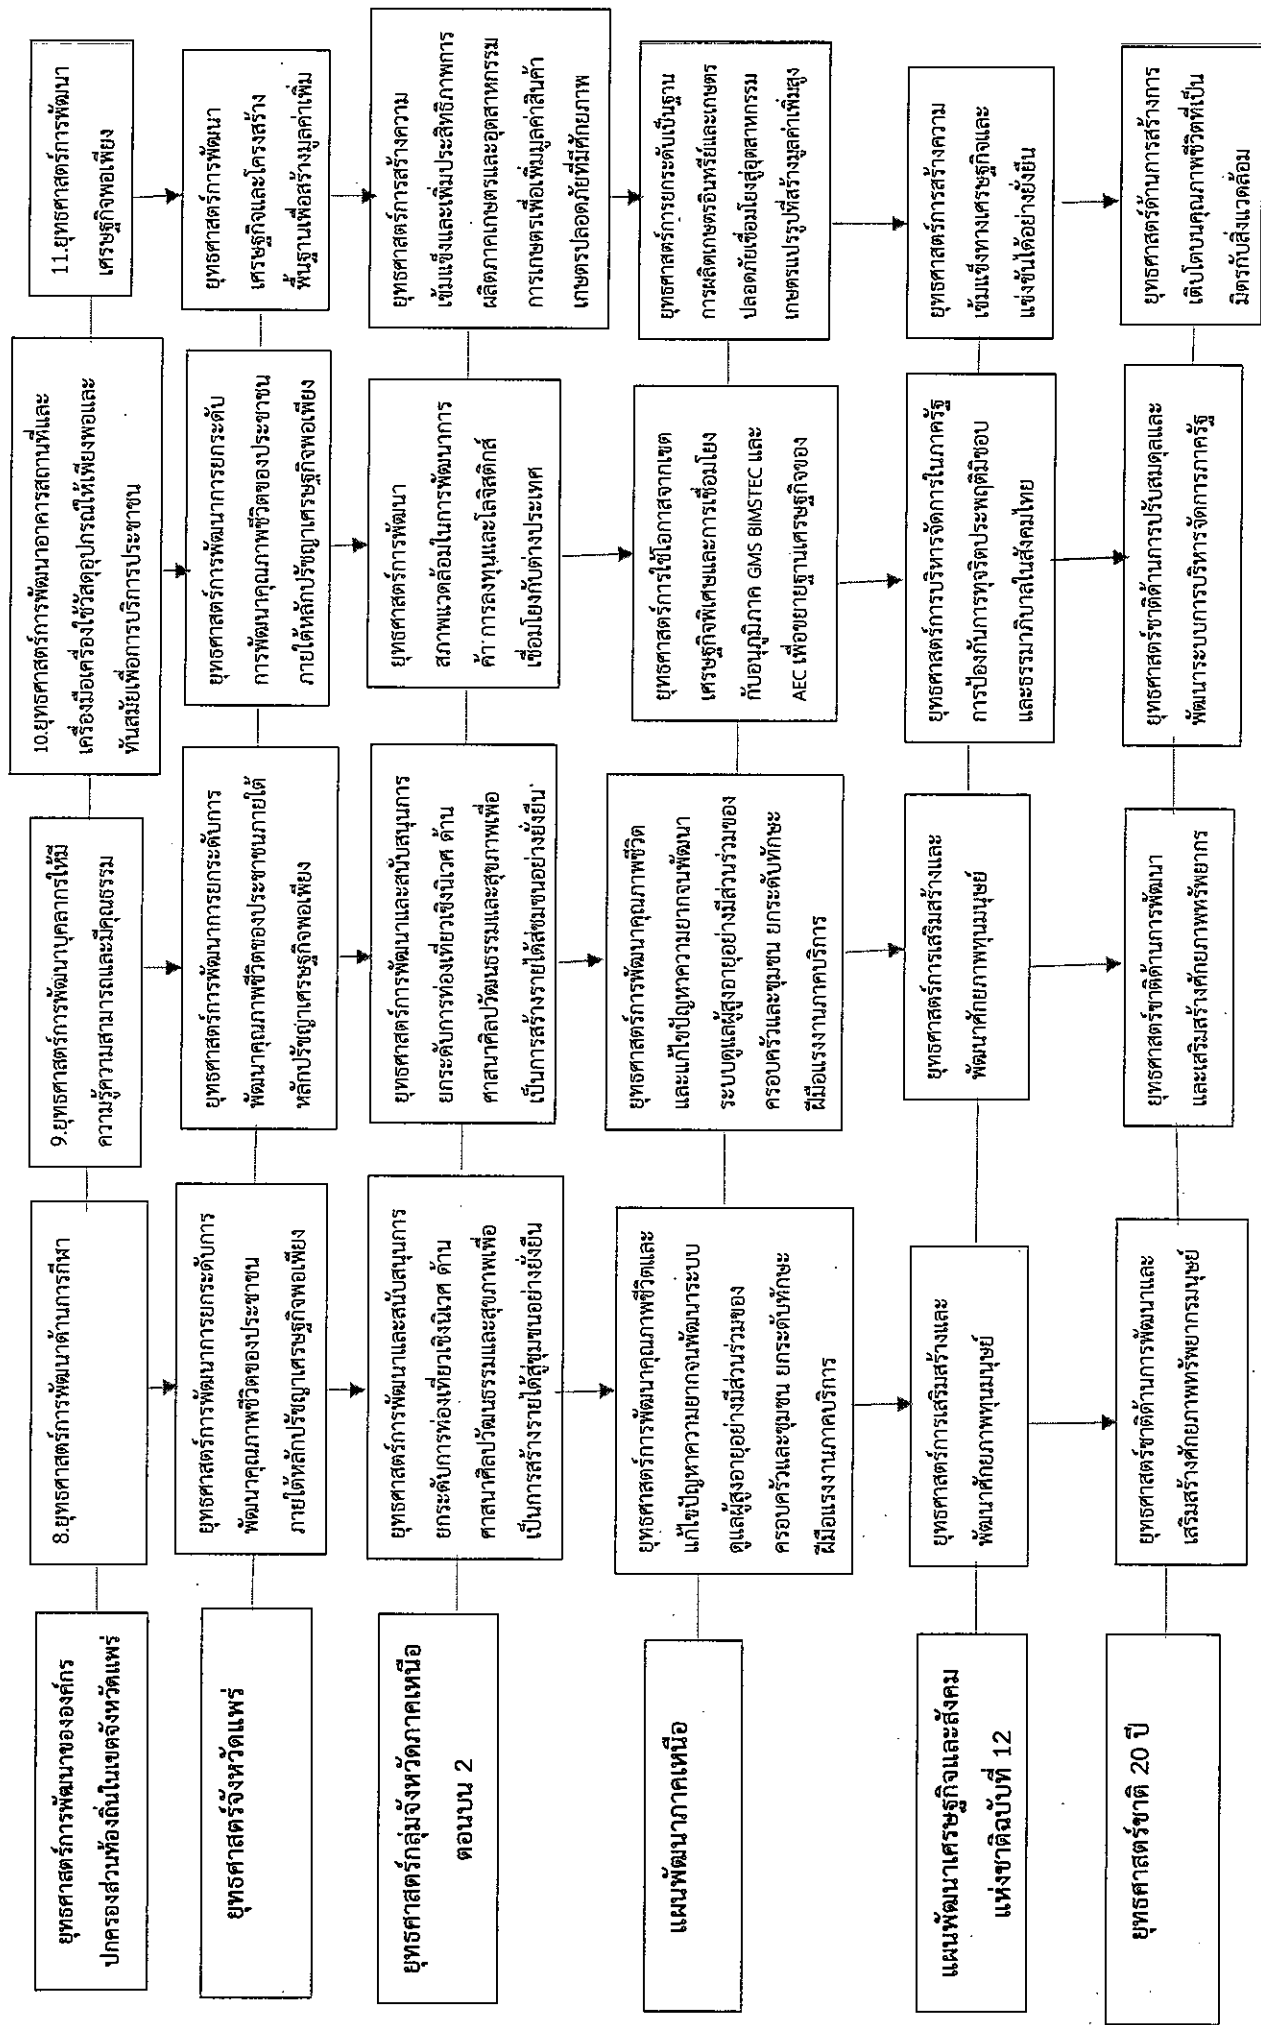 ยุทธศาสตร์การพัฒนาขององค์กร
ปกครองส่วนท้องถิ่นในเขตจังหวัดแพร่
8.ยุทธศาสตร์การพัฒนาด้านการกีฬา
9.ยุทธศาสตร์การพัฒนาบุคลากรให้มี
ความรู้ความสามารถและมีคุณธรรม
10.ยุทธศาสตร์การพัฒนาอาคารสถานที่และ
เครื่องมือเครื่องใช้วัสดุอุปกรณ์ให้เพียงพอและ
ทันสมัยเพื่อการบริการประชาชน
11.ยุทธศาสตร์การพัฒนา
เศรษฐกิจพอเพียง
ยุทธศาสตร์จังหวัดแพร่
ยุทธศาสตร์การพัฒนาการยกระดับการ
พัฒนาคุณภาพชีวิตของประชาชน
ภายใต้หลักปรัชญาเศรษฐกิจพอเพียง
ยุทธศาสตร์การพัฒนาการยกระดับการ
พัฒนาคุณภาพชีวิตของประชาชนภายใต้
หลักปรัชญาเศรษฐกิจพอเพียง
ยุทธศาสตร์การพัฒนาการยกระดับ
การพัฒนาคุณภาพชีวิตของประชาชน
ภายใต้หลักปรัชญาเศรษฐกิจพอเพียง
ยุทธศาสตร์การพัฒนา
เศรษฐกิจและโครงสร้าง
พื้นฐานเพื่อสร้างมูลค่าเพิ่ม
ยุทธศาสตร์กลุ่มจังหวัดภาคเหนือ
ตอนบน 2
ยุทธศาสตร์การพัฒนาและสนับสนุนการ
ยกระดับการท่องเที่ยวเชิงนิเวศ ด้าน
ศาสนาศิลปวัฒนธรรมและสุขภาพเพื่อ
เป็นการสร้างรายได้สู่ชุมชนอย่างยั่งยืน
ยุทธศาสตร์การพัฒนาและสนับสนุนการ
ยกระดับการท่องเที่ยวเชิงนิเวศ ด้าน
ศาสนาศิลปวัฒนธรรมและสุขภาพเพื่อ
เป็นการสร้างรายได้สู่ชุมชนอย่างยั่งยืน
ยุทธศาสตร์การพัฒนา
สภาพแวดล้อมในการพัฒนาการ
ค้า การลงทุนและโลจิสติกส์
เชื่อมโยงกับต่างประเทศ
ยุทธศาสตร์การสร้างความ
เข้มแข็งและเพิ่มประสิทธิภาพการ
ผลิตภาคเกษตรและอุตสาหกรรม
การเกษตรเพื่อเพิ่มมูลค่าสินค้า
เกษตรปลอดภัยที่มีศักยภาพ
แผนพัฒนาภาคเหนือ
ยุทธศาสตร์การพัฒนาคุณภาพชีวิตและ
แก้ไขปัญหาความยากจนพัฒนาระบบ
ดูแลผู้สูงอายุอย่างมีส่วนร่วมของ
ครอบครัวและชุมชน ยกระดับทักษะ
ฝีมือแรงงานภาคบริการ
ยุทธศาสตร์การพัฒนาคุณภาพชีวิต
และแก้ไขปัญหาความยากจนพัฒนา
ระบบดูแลผู้สูงอายุอย่างมีส่วนร่วมของ
ครอบครัวและชุมชน ยกระดับทักษะ
ฝีมือแรงงานภาคบริการ
ยุทธศาสตร์การใช้โอกาสจากเขต
เศรษฐกิจพิเศษและการเชื่อมโยง
กับอนุภูมิภาค GMS BIMSTEC และ
AEC เพื่อขยายฐานเศรษฐกิจของ
ยุทธศาสตร์การยกระดับเป็นฐาน
การผลิตเกษตรอินทรีย์และเกษตร
ปลอดภัยเชื่อมโยงสู่อุตสาหกรรม
เกษตรแปรรูปที่สร้างมูลค่าเพิ่มสูง
แผนพัฒนาเศรษฐกิจและสังคม
แห่งชาติฉบับที่ 12
ยุทธศาสตร์การเสริมสร้างและ
พัฒนาศักยภาพทุนมนุษย์
ยุทธศาสตร์การเสริมสร้างและ
พัฒนาศักยภาพทุนมนุษย์
ยุทธศาสตร์การบริหารจัดการในภาครัฐ
การป้องกันการทุจริตประพฤติมิชอบ
และธรรมาภิบาลในสังคมไทย
ยุทธศาสตร์การสร้างความ
เข้มแข็งทางเศรษฐกิจและ
แข่งขันได้อย่างยั่งยืน
ยุทธศาสตร์ชาติ 20 ปี
ยุทธศาสตร์ชาติด้านการพัฒนาและ
เสริมสร้างศักยภาพทรัพยากรมนุษย์
ยุทธศาสตร์ชาติด้านการพัฒนา
และเสริมสร้างศักยภาพทรัพยากร
ยุทธศาสตร์ชาติด้านการปรับสมดุลและ
พัฒนาระบบการบริหารจัดการภาครัฐ
ยุทธศาสตร์ด้านการสร้างการ
เติบโตบนคุณภาพชีวิตที่เป็น
มิตรกับสิ่งแวดล้อม